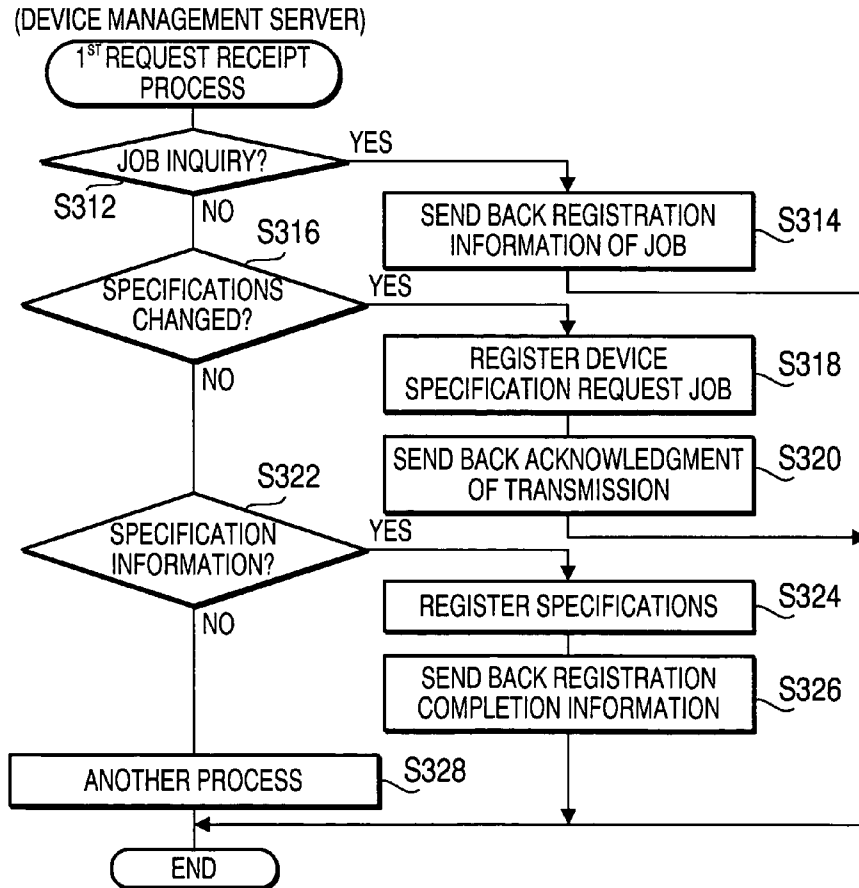 (DEVICE MANAGEMENT SERVER)
1ST REQUEST RECEIPT
PROCESS
JOB INQUIRY?
YES
S312
NO
SEND BACK REGISTRATION
INFORMATION OF JOB
S314
S316
SPECIFICATIONS
CHANGED?
YES
NO
REGISTER DEVICE
SPECIFICATION REQUEST JOB
S318
SEND BACK ACKNOWLEDGMENT
OF TRANSMISSION
S320
S322
SPECIFICATION
INFORMATION?
YES
NO
REGISTER SPECIFICATIONS
S324
SEND BACK REGISTRATION
COMPLETION INFORMATION
S326
ANOTHER PROCESS
S328
END